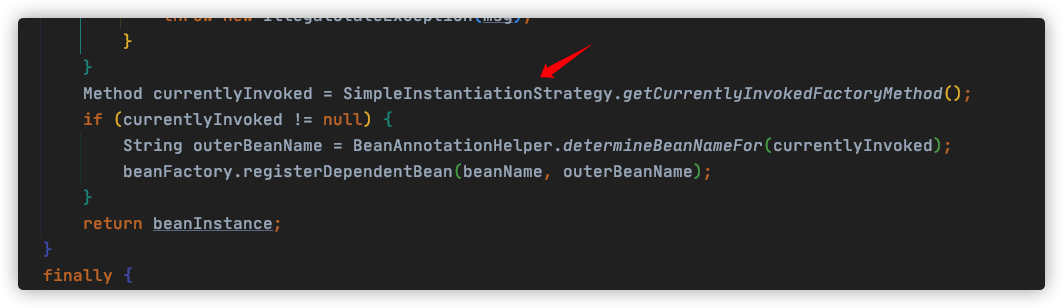 throw new IllegalStateException(msg);
}
}
Method currentlyInvoked = SimpleInstantiationStrategy.getCurrentlyInvokedFactoryMethod();
if (currentlyInvoked != null) {
String outerBeanName = BeanAnnotationHelper.determineBeanNameFor(currentlyInvoked);
beanFactory.registerDependentBean(beanName, outerBeanName);
}
return beanInstance;
}
finally {